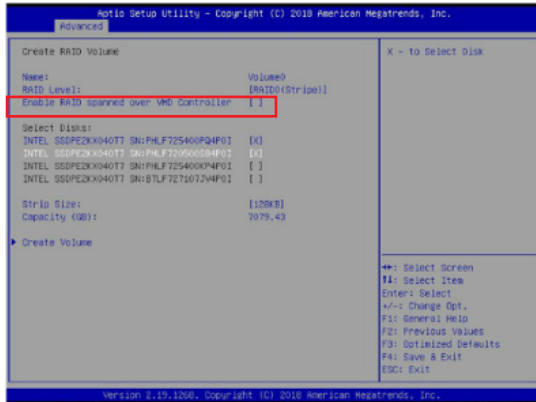 Aptio Setup Utility – Copyright (C) 2018 American Megatrends, Inc.
Advanced
Create RAID Volume
Name: Volume0
RAID Level: [RAID0(Stripe)]
Enable RAID spanned over VMD Controller [ ]
Select Disks:
INTEL SSDPE2KX040T7 SN:PHLF725400PQ4P0I [X]
INTEL SSDPE2KX040T7 [X]
INTEL SSDPE2KX040T7 SN:PHLF725400KP4P0I [ ]
INTEL SSDPE2KX040T7 SN:BTLF727107JV4P0I [ ]
Strip Size: [128KB]
Capacity (GB): 7079.43
Create Volume
X - to Select Disk
→←: Select Screen
↑↓: Select Item
Enter: Select
+/-: Change Opt.
F1: General Help
F2: Previous Values
F3: Optimized Defaults
F4: Save & Exit
ESC: Exit
Version 2.19.1268. Copyright (C) 2018 American Megatrends, Inc.